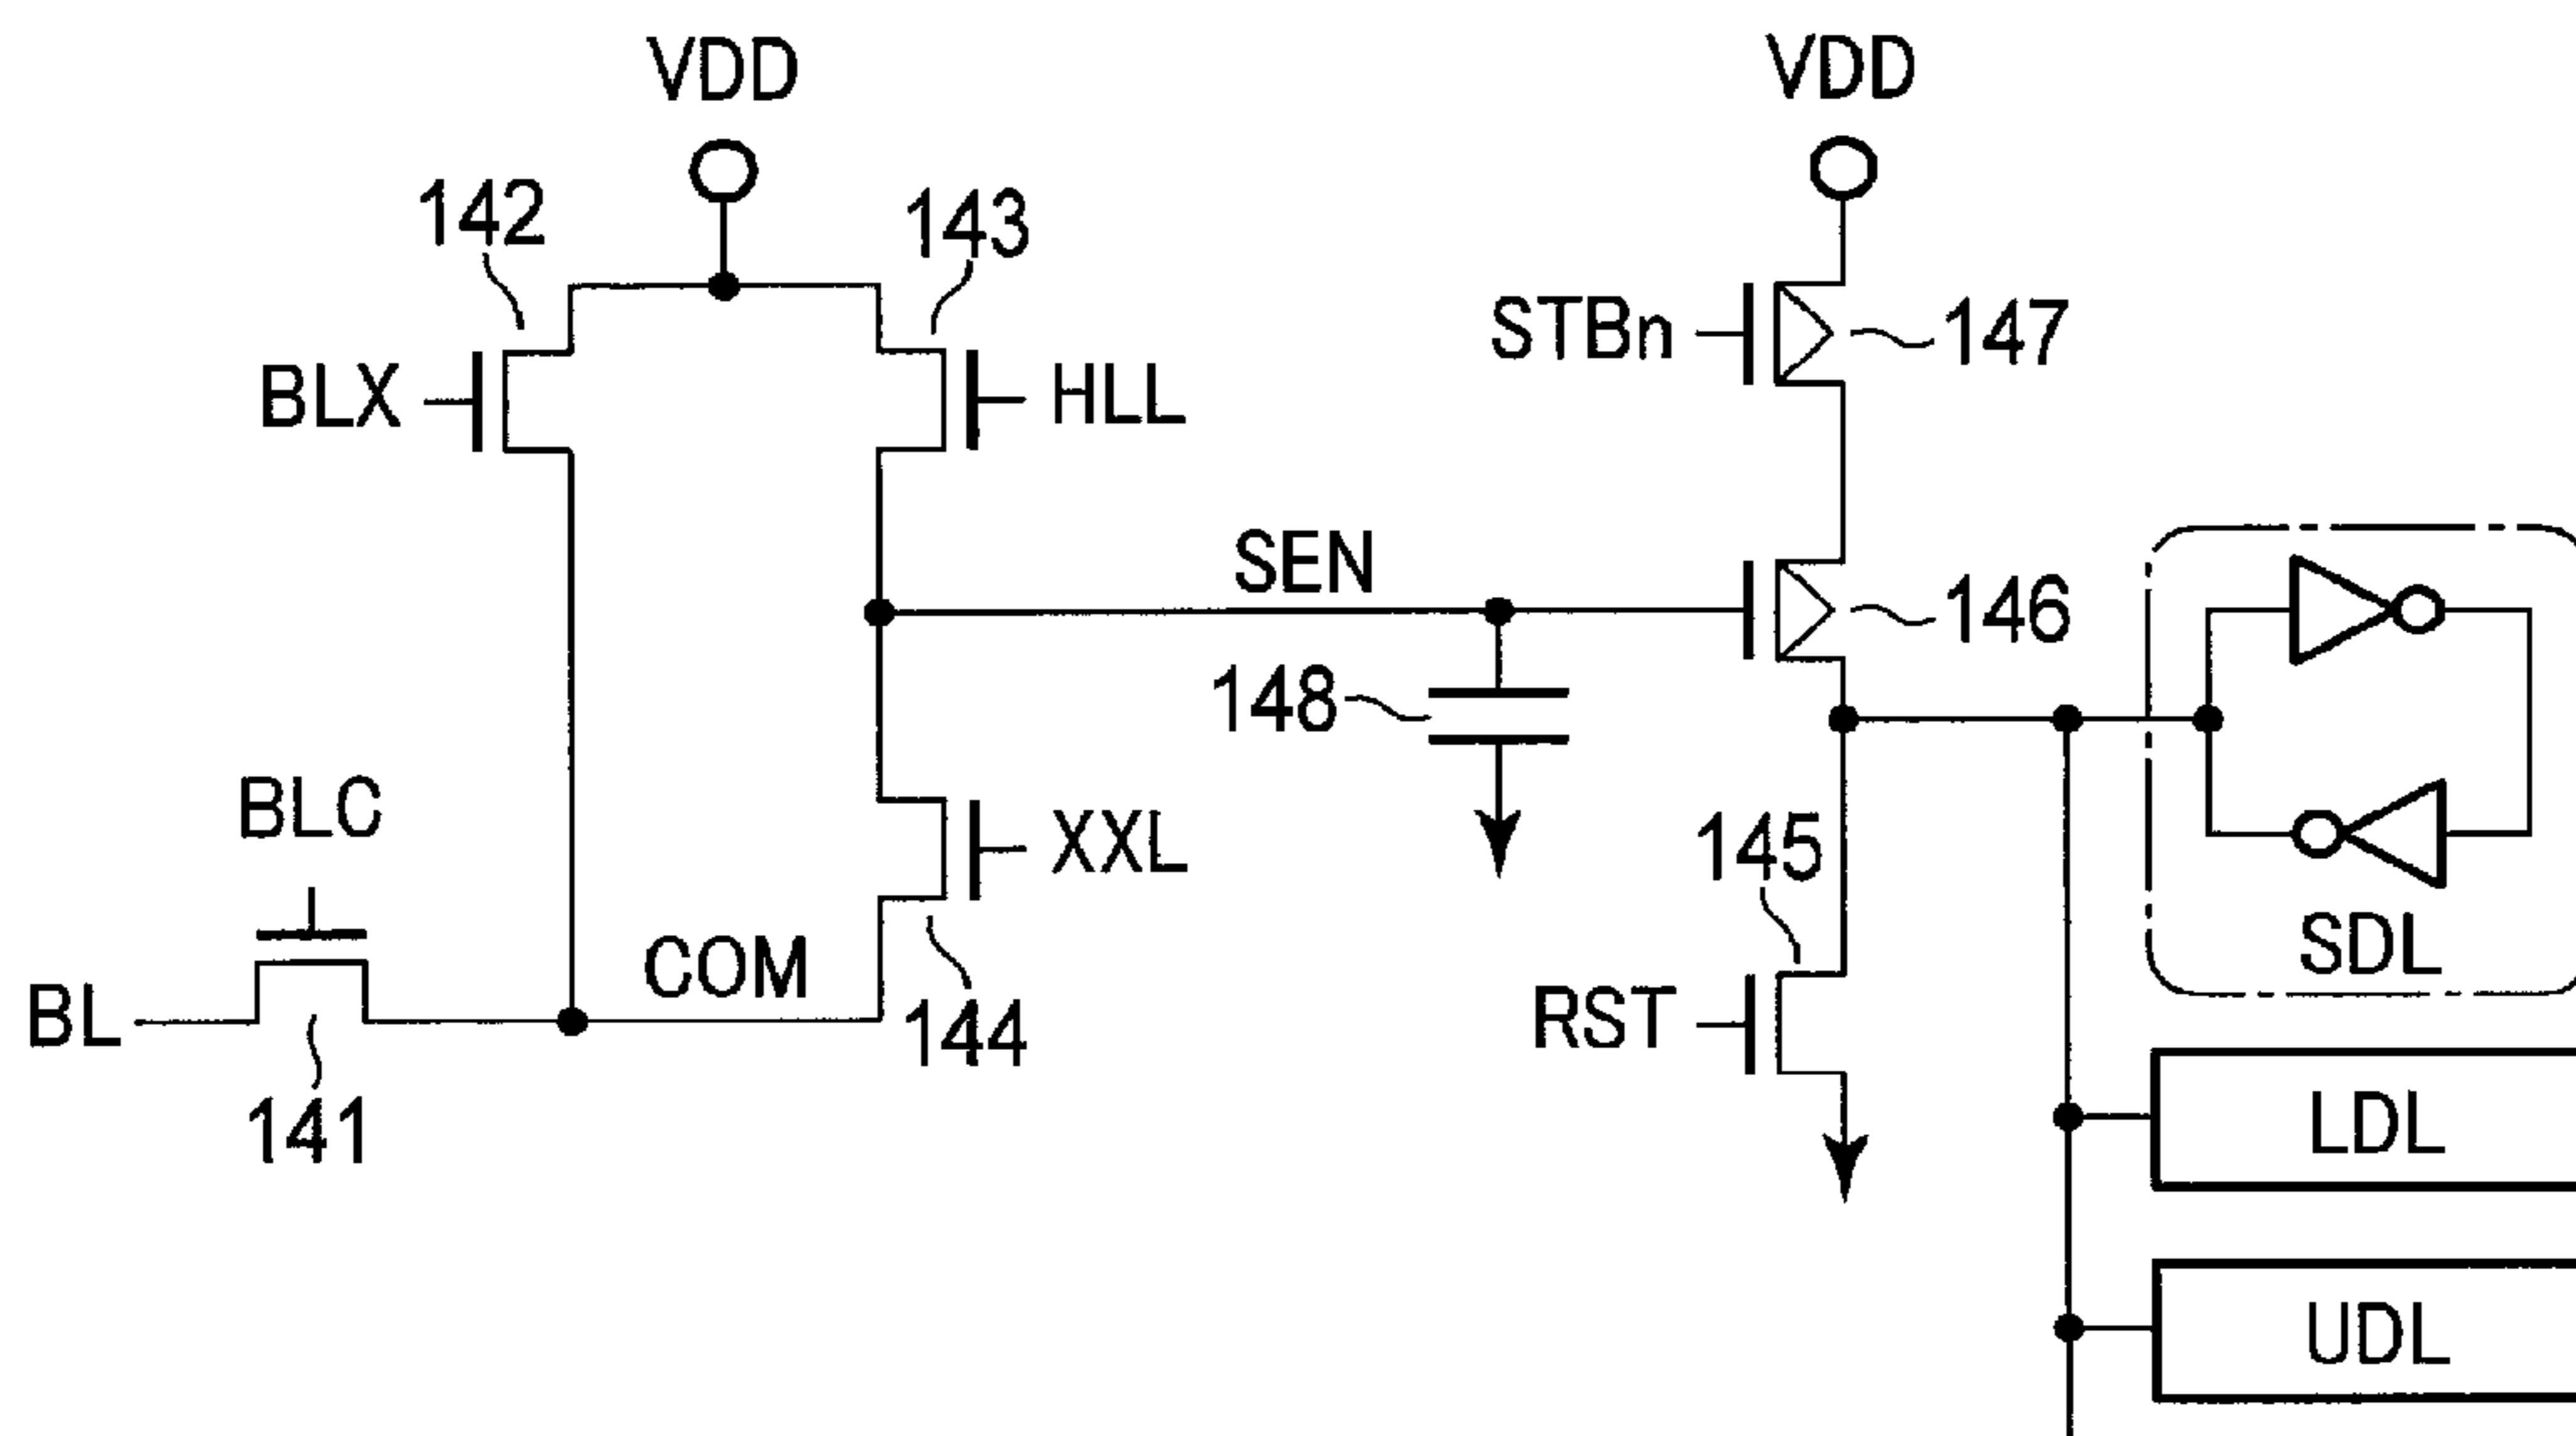 VDD
VDD
142
143
BLX
HLL
STBn
147
SEN
146
148
BLC
XXL
145
COM
SDL
BL
144
RST
141
LDL
UDL